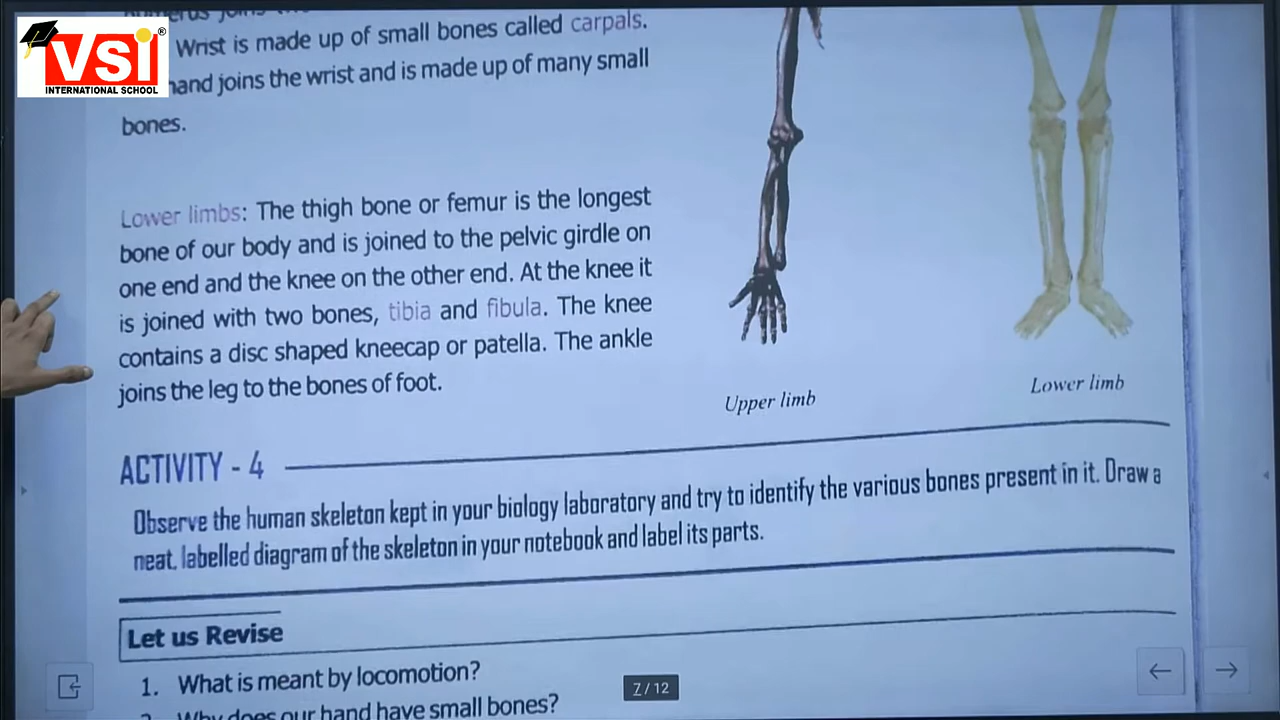 VSI
INTERNATIONAL SCHOOL
Wrist is made up of small bones called carpals.
hand joins the wrist and is made up of many small
bones.
Lower limbs: The thigh bone or femur is the longest
bone of our body and is joined to the pelvic girdle on
one end and the knee on the other end. At the knee it
is joined with two bones, tibia and fibula. The knee
contains a disc shaped kneecap or patella. The ankle
joins the leg to the bones of foot.
Upper limb
Lower limb
ACTIVITY - 4
Observe the human skeleton kept in your biology laboratory and try to identify the various bones present in it. Draw a
neat, labelled diagram of the skeleton in your notebook and label its parts.
Let us Revise
1. What is meant by locomotion?
Why does our hand have small bones?
7 / 12